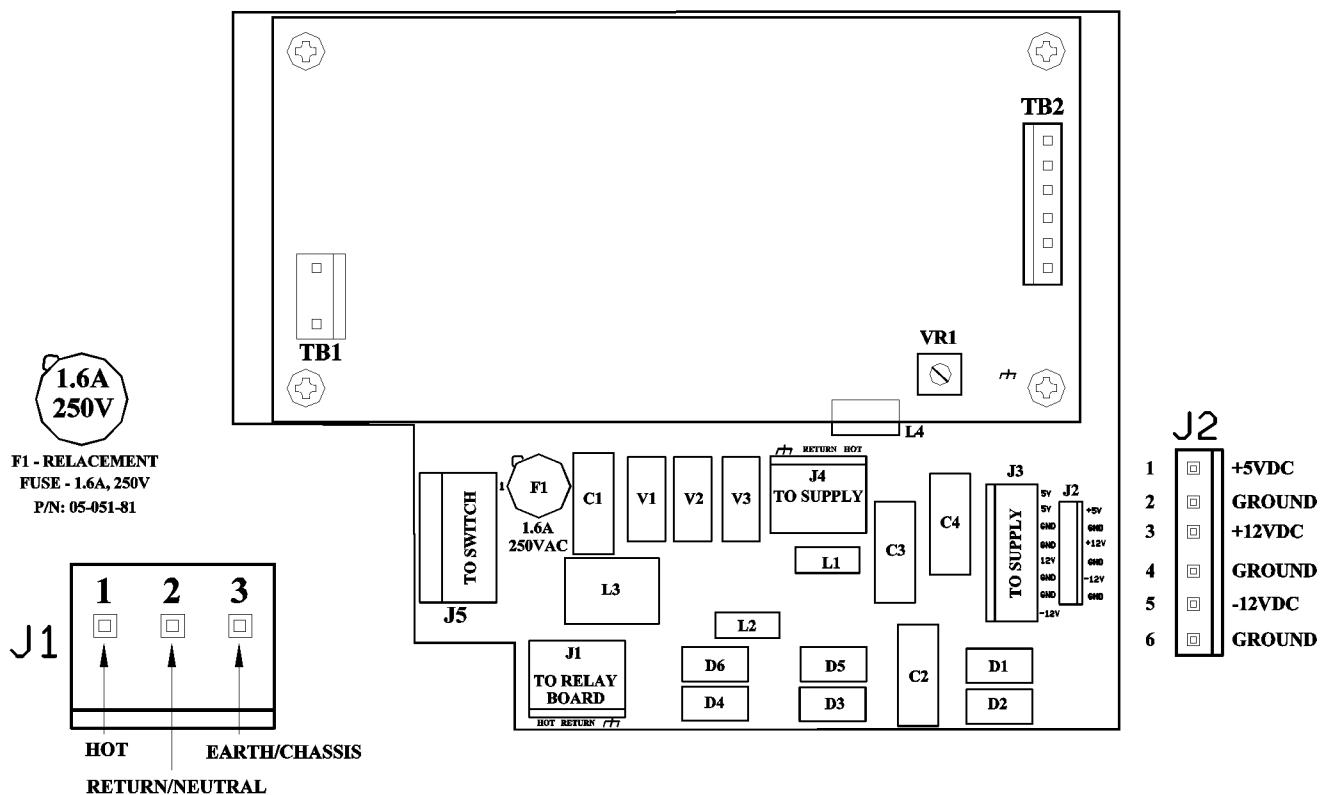 TB2
TB1
VR1
L4
1.6A
250V
F1 - RELACEMENT
FUSE - 1.6A, 250V
P/N: 05-051-81
J1
1 2 3
HOT
EARTH/CHASSIS
RETURN/NEUTRAL
TO SWITCH
J5
1
F1
1.6A
250VAC
C1
V1
V2
V3
RETURN HOT
J4
TO SUPPLY
L1
L3
L2
C3
C4
J3
TO SUPPLY
5V
5V
GND
GND
12V
GND
GND
-12V
J2
+5V
GND
+12V
GND
-12V
GND
J1
TO RELAY
BOARD
HOT RETURN
D6
D4
D5
D3
C2
D1
D2
J2
1 +5VDC
2 GROUND
3 +12VDC
4 GROUND
5 -12VDC
6 GROUND